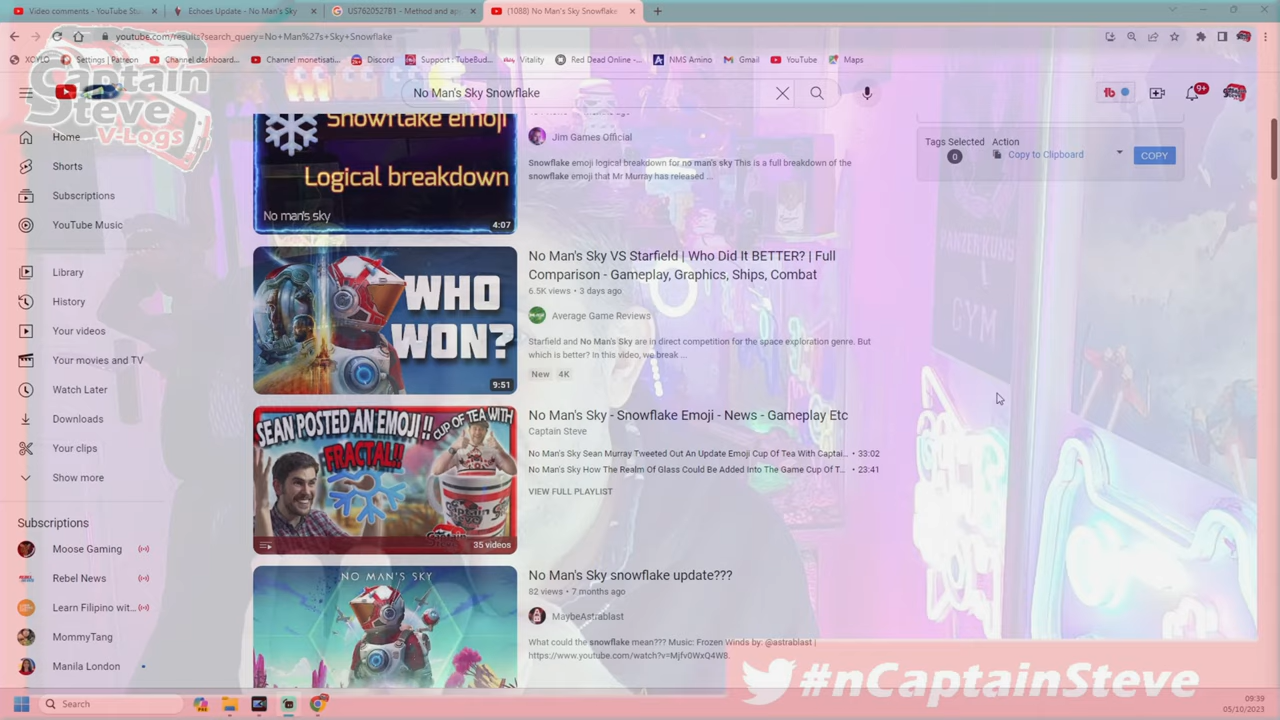 Video comments - YouTube Stu...
Echoes Update - No Man's Sky
US7620527B1 - Method and ap...
(1088) No Man's Sky Snowflake
youtube.com/results?search_query=No+Man%27s+Sky+Snowflake
XCYLO
Settings | Patreon
Channel dashboard...
Channel monetisati...
Discord
Support : TubeBud...
Vitality
Red Dead Online -...
NMS Amino
Gmail
YouTube
Maps
Captain
Steve
V-LOGS
No Man's Sky Snowflake
9+
Home
Shorts
Subscriptions
YouTube Music
Library
History
Your videos
Your movies and TV
Watch Later
Downloads
Your clips
Show more
Subscriptions
Moose Gaming
Rebel News
Learn Filipino wit...
MommyTang
Manila London
Snowflake emoji
Logical breakdown
No man's sky
4:07
Jim Games Official
Snowflake emoji logical breakdown for no man's sky This is a full breakdown of the
snowflake emoji that Mr Murray has released ...
Tags Selected
0
Action
Copy to Clipboard
COPY
WHO
WON?
9:51
No Man's Sky VS Starfield | Who Did It BETTER? | Full
Comparison - Gameplay, Graphics, Ships, Combat
6.5K views • 3 days ago
Average Game Reviews
Starfield and No Man's Sky are in direct competition for the space exploration genre. But
which is better? In this video, we break ...
New 4K
SEAN POSTED AN EMOJI!! CUP OF TEA WITH
FRACTAL!!
Captain
Steve
35 videos
No Man's Sky - Snowflake Emoji - News - Gameplay Etc
Captain Steve
No Man's Sky Sean Murray Tweeted Out An Update Emoji Cup Of Tea With Captai... • 33:02
No Man's Sky How The Realm Of Glass Could Be Added Into The Game Cup Of T... • 23:41
VIEW FULL PLAYLIST
NO MAN'S SKY
No Man's Sky snowflake update???
82 views • 7 months ago
MaybeAstrablast
What could the snowflake mean??? Music: Frozen Winds by: @astrablast |
https://www.youtube.com/watch?v=Mjfv0WxQ4W8
#nCaptainSteve
Search
09:39
05/10/2023